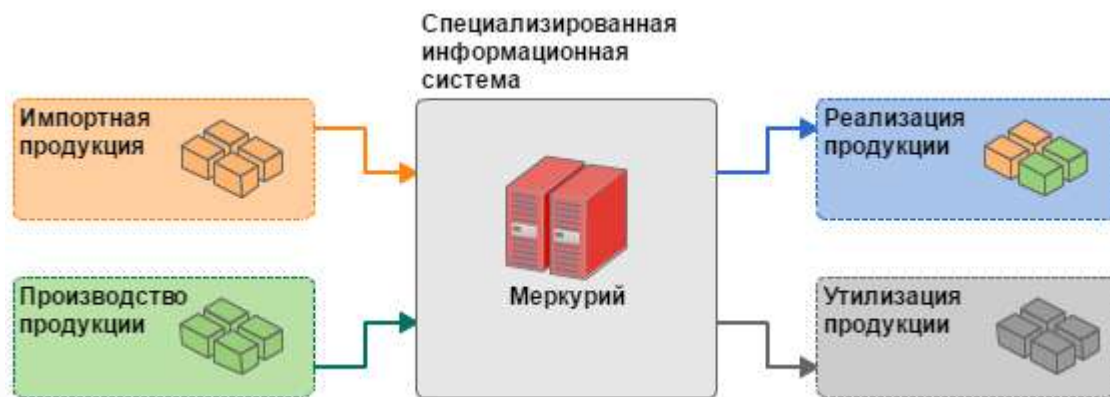 Специализированная
информационная
система
Импортная
продукция
Производство
продукции
Меркурий
Реализация
продукции
Утилизация
продукции